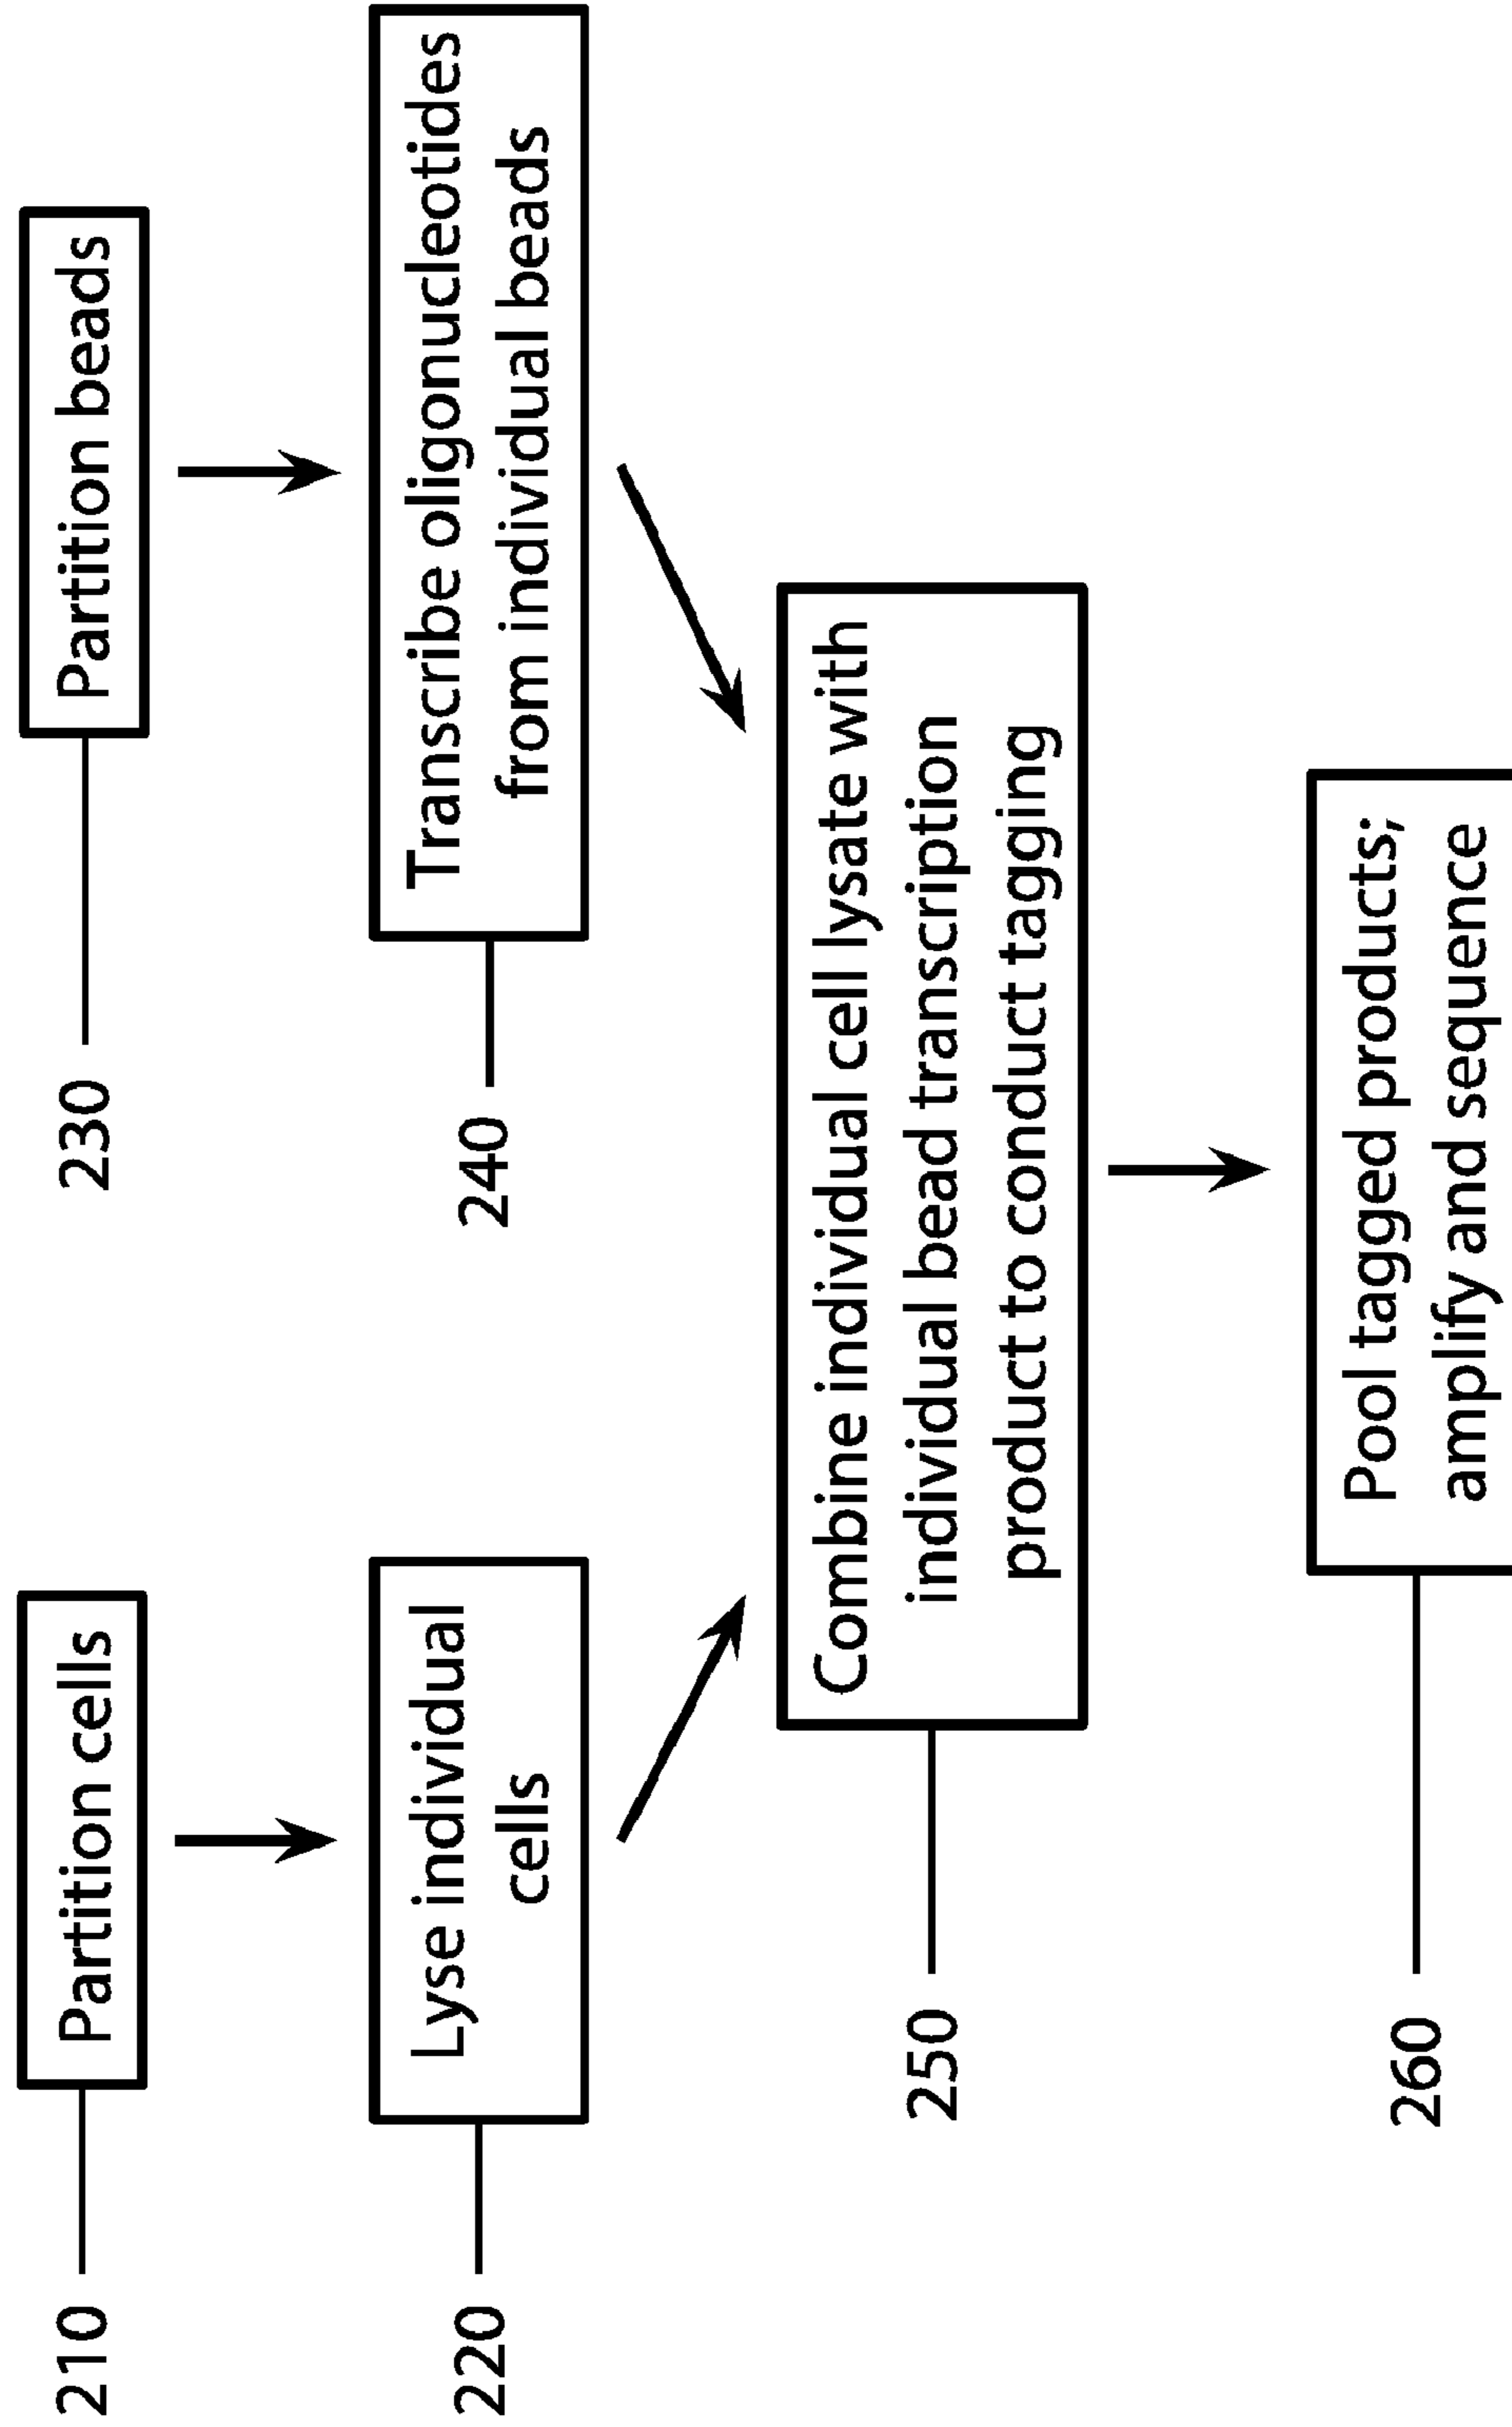 210
Partition cells
230
Partition beads
220
Lyse individual
cells
240
Transcribe oligonucleotides
from individual beads
250
Combine individual cell lysate with
individual bead transcription
product to conduct tagging
260
Pool tagged products;
amplify and sequence